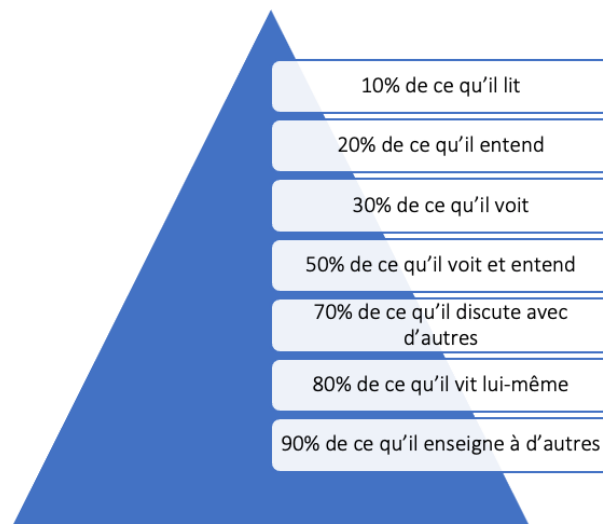 10% de ce qu’il lit
20% de ce qu’il entend
30% de ce qu’il voit
50% de ce qu’il voit et entend
70% de ce qu’il discute avec
d’autres
80% de ce qu’il vit lui-même
90% de ce qu’il enseigne à d’autres